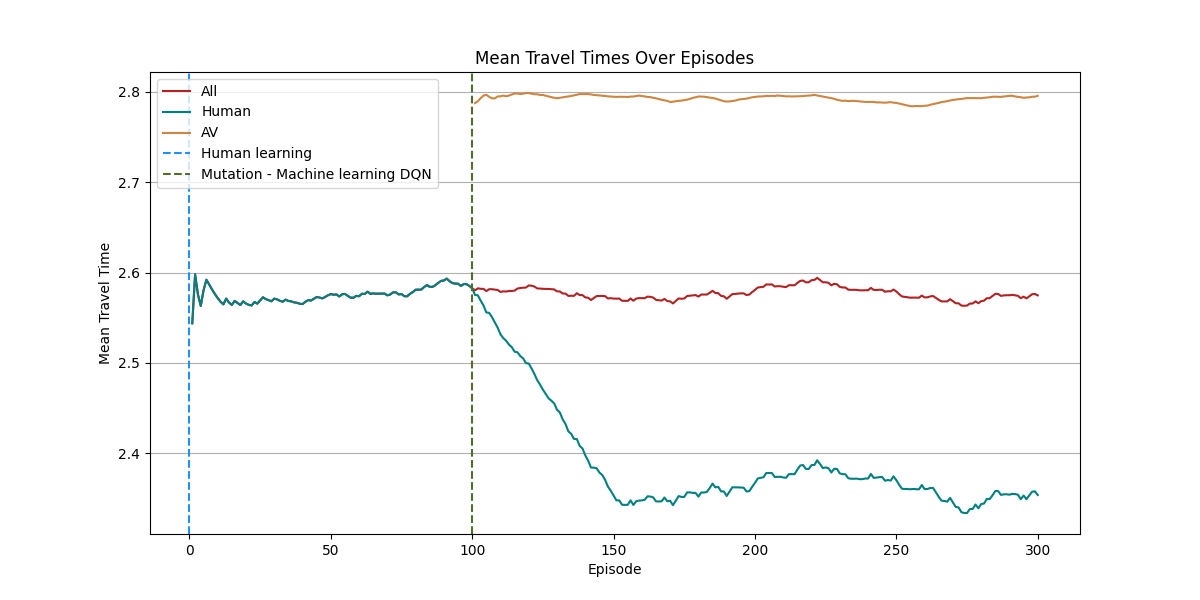 Mean Travel Times Over Episodes
All
Human
AV
Human learning
Mutation - Machine learning DQN
Mean Travel Time
2.8
2.7
2.6
2.5
2.4
0 50 100 150 200 250 300
Episode